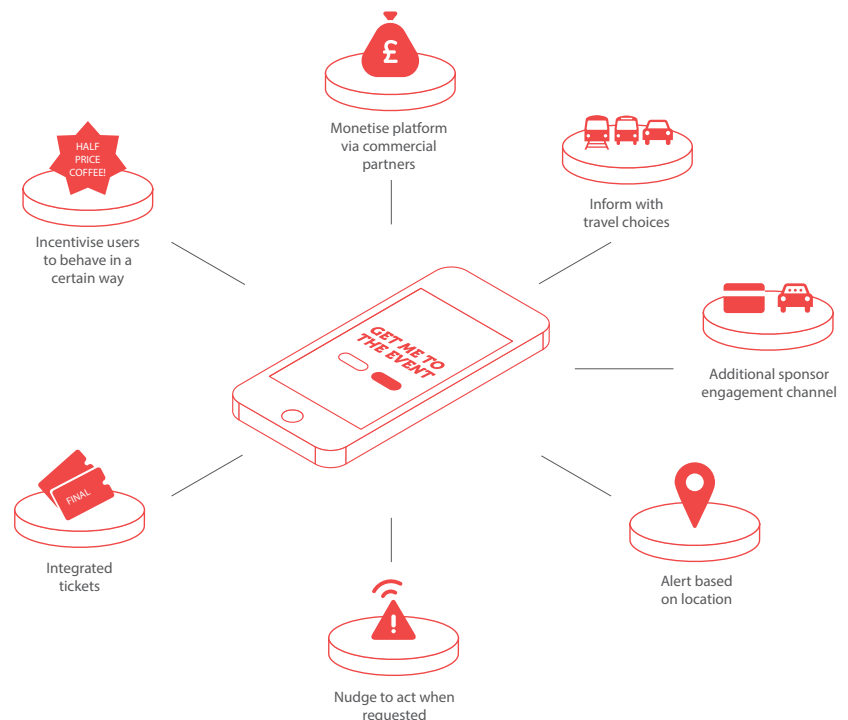 Monetise platform
via commercial
partners
HALF
PRICE
COFFEE!
Incentivise users
to behave in a
certain way
Inform with
travel choices
GET ME TO
THE EVENT
Additional sponsor
engagement channel
FINAL
Integrated
tickets
Alert based
on location
Nudge to act when
requested
£